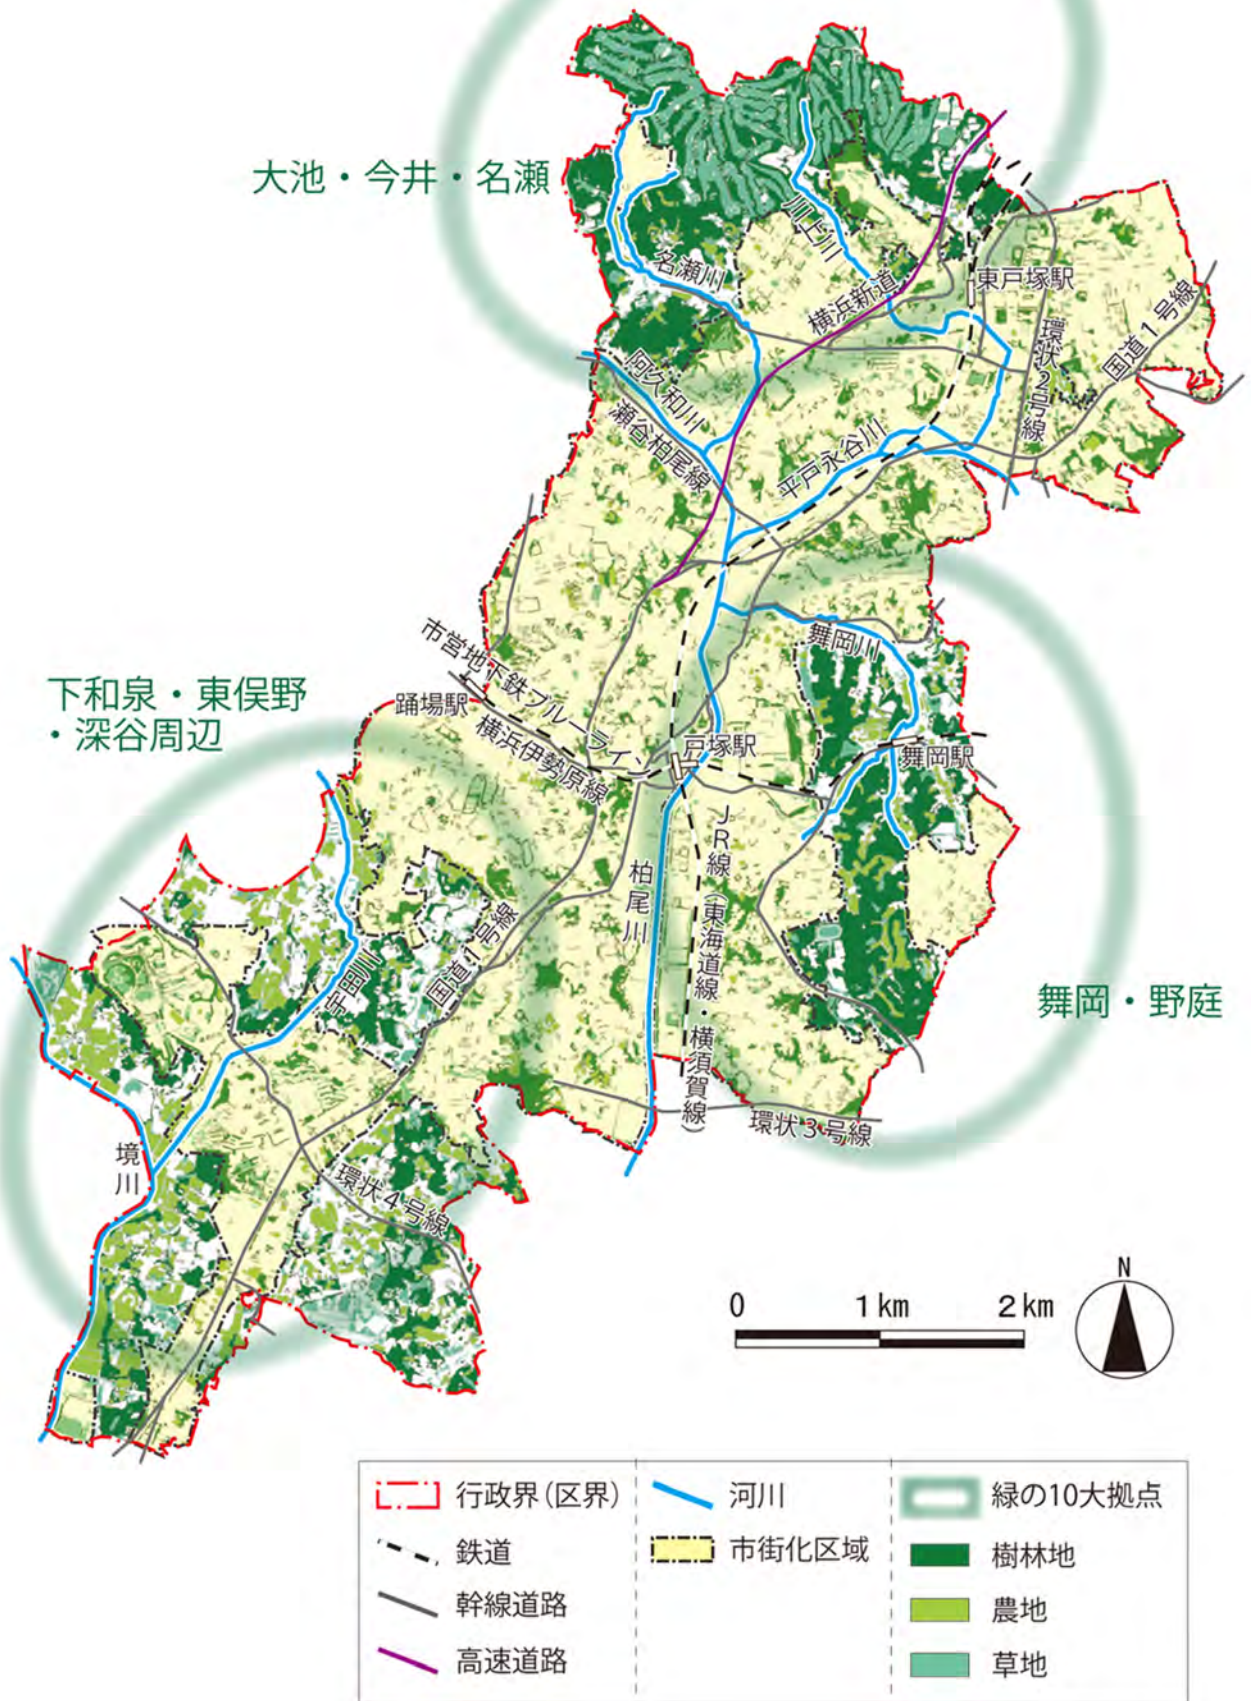 大池・今井・名瀬
川上川
名瀬川
横浜新道
東戸塚駅
環状2号線
国道1号線
阿久和川
瀬谷柏尾線
平戸永谷川
舞岡川
市営地下鉄ブルーライン
踊場駅
横浜伊勢原線
戸塚駅
舞岡駅
下和泉・東俣野
・深谷周辺
柏尾川
JR線(東海道線・横須賀線)
宇田川
国道1号線
舞岡・野庭
環状3号線
境川
環状4号線
N
0 1km 2km
行政界(区界)
河川
緑の10大拠点
鉄道
市街化区域
樹林地
幹線道路
農地
高速道路
草地